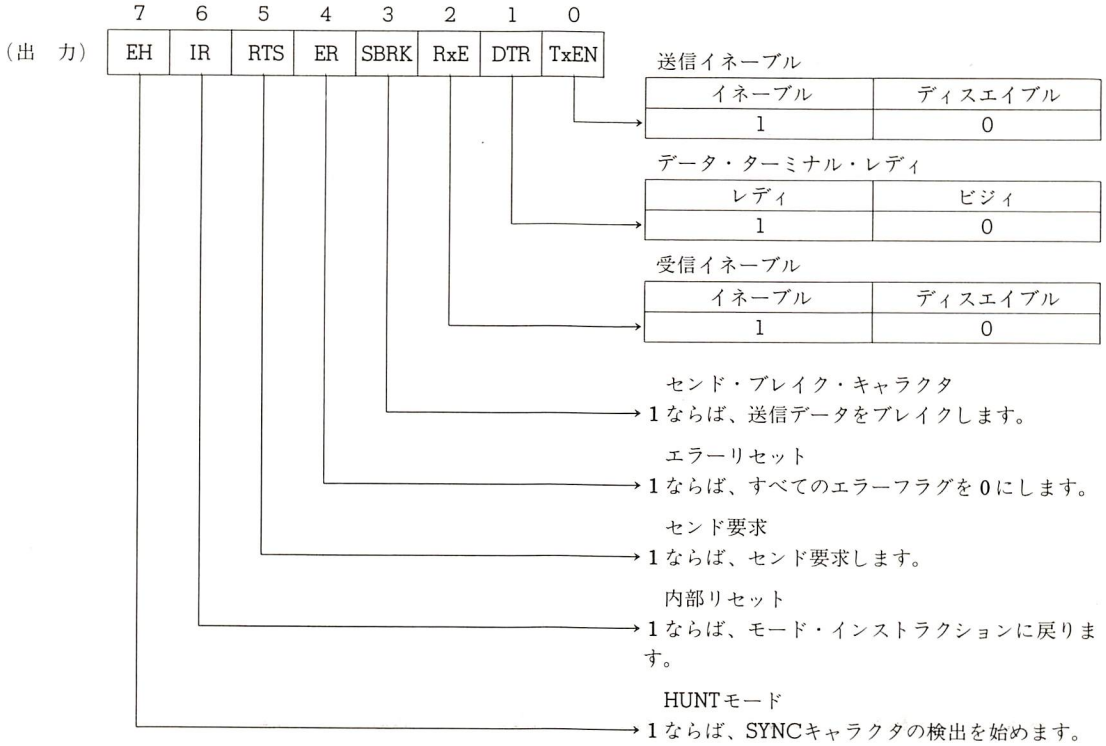 7 6 5 4 3 2 1 0
(出 力) EH IR RTS ER SBRK RxE DTR TxEN
送信イネーブル
イネーブル ディスエイブル
1 0
データ・ターミナル・レディ
レディ ビジィ
1 0
受信イネーブル
イネーブル ディスエイブル
1 0
センド・ブレイク・キャラクタ
1ならば、送信データをブレイクします。
エラーリセット
1ならば、すべてのエラーフラグを0にします。
センド要求
1ならば、センド要求します。
内部リセット
1ならば、モード・インストラクションに戻りま
す。
HUNTモード
1ならば、SYNCキャラクタの検出を始めます。